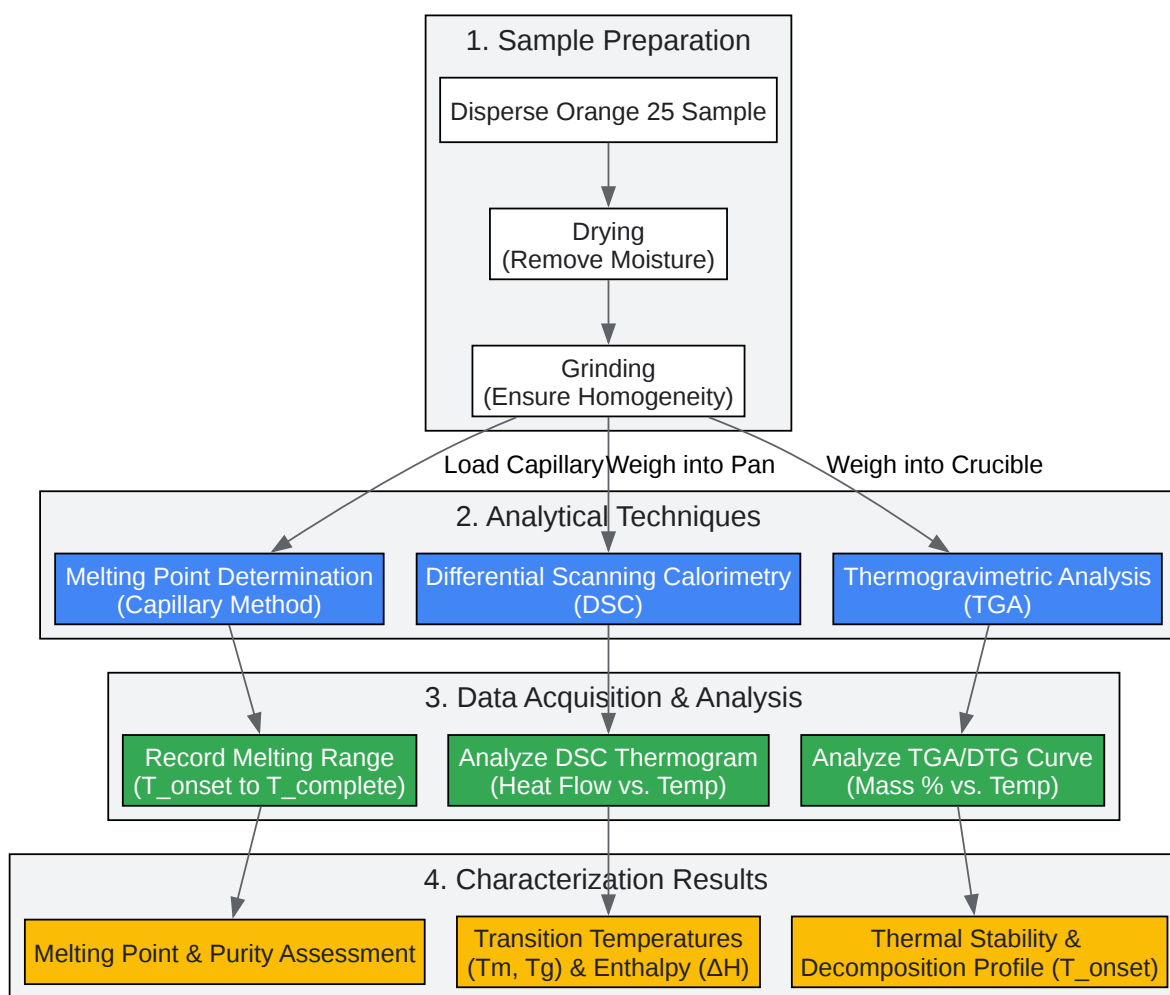 1. Sample Preparation
Disperse Orange 25 Sample
Drying
(Remove Moisture)
Grinding
(Ensure Homogeneity)
Load Capillary
Weigh into Pan
Weigh into Crucible
2. Analytical Techniques
Melting Point Determination
(Capillary Method)
Differential Scanning Calorimetry
(DSC)
Thermogravimetric Analysis
(TGA)
3. Data Acquisition & Analysis
Record Melting Range
(T_onset to T_complete)
Analyze DSC Thermogram
(Heat Flow vs. Temp)
Analyze TGA/DTG Curve
(Mass % vs. Temp)
4. Characterization Results
Melting Point & Purity Assessment
Transition Temperatures
(Tm, Tg) & Enthalpy (ΔH)
Thermal Stability &
Decomposition Profile (T_onset)